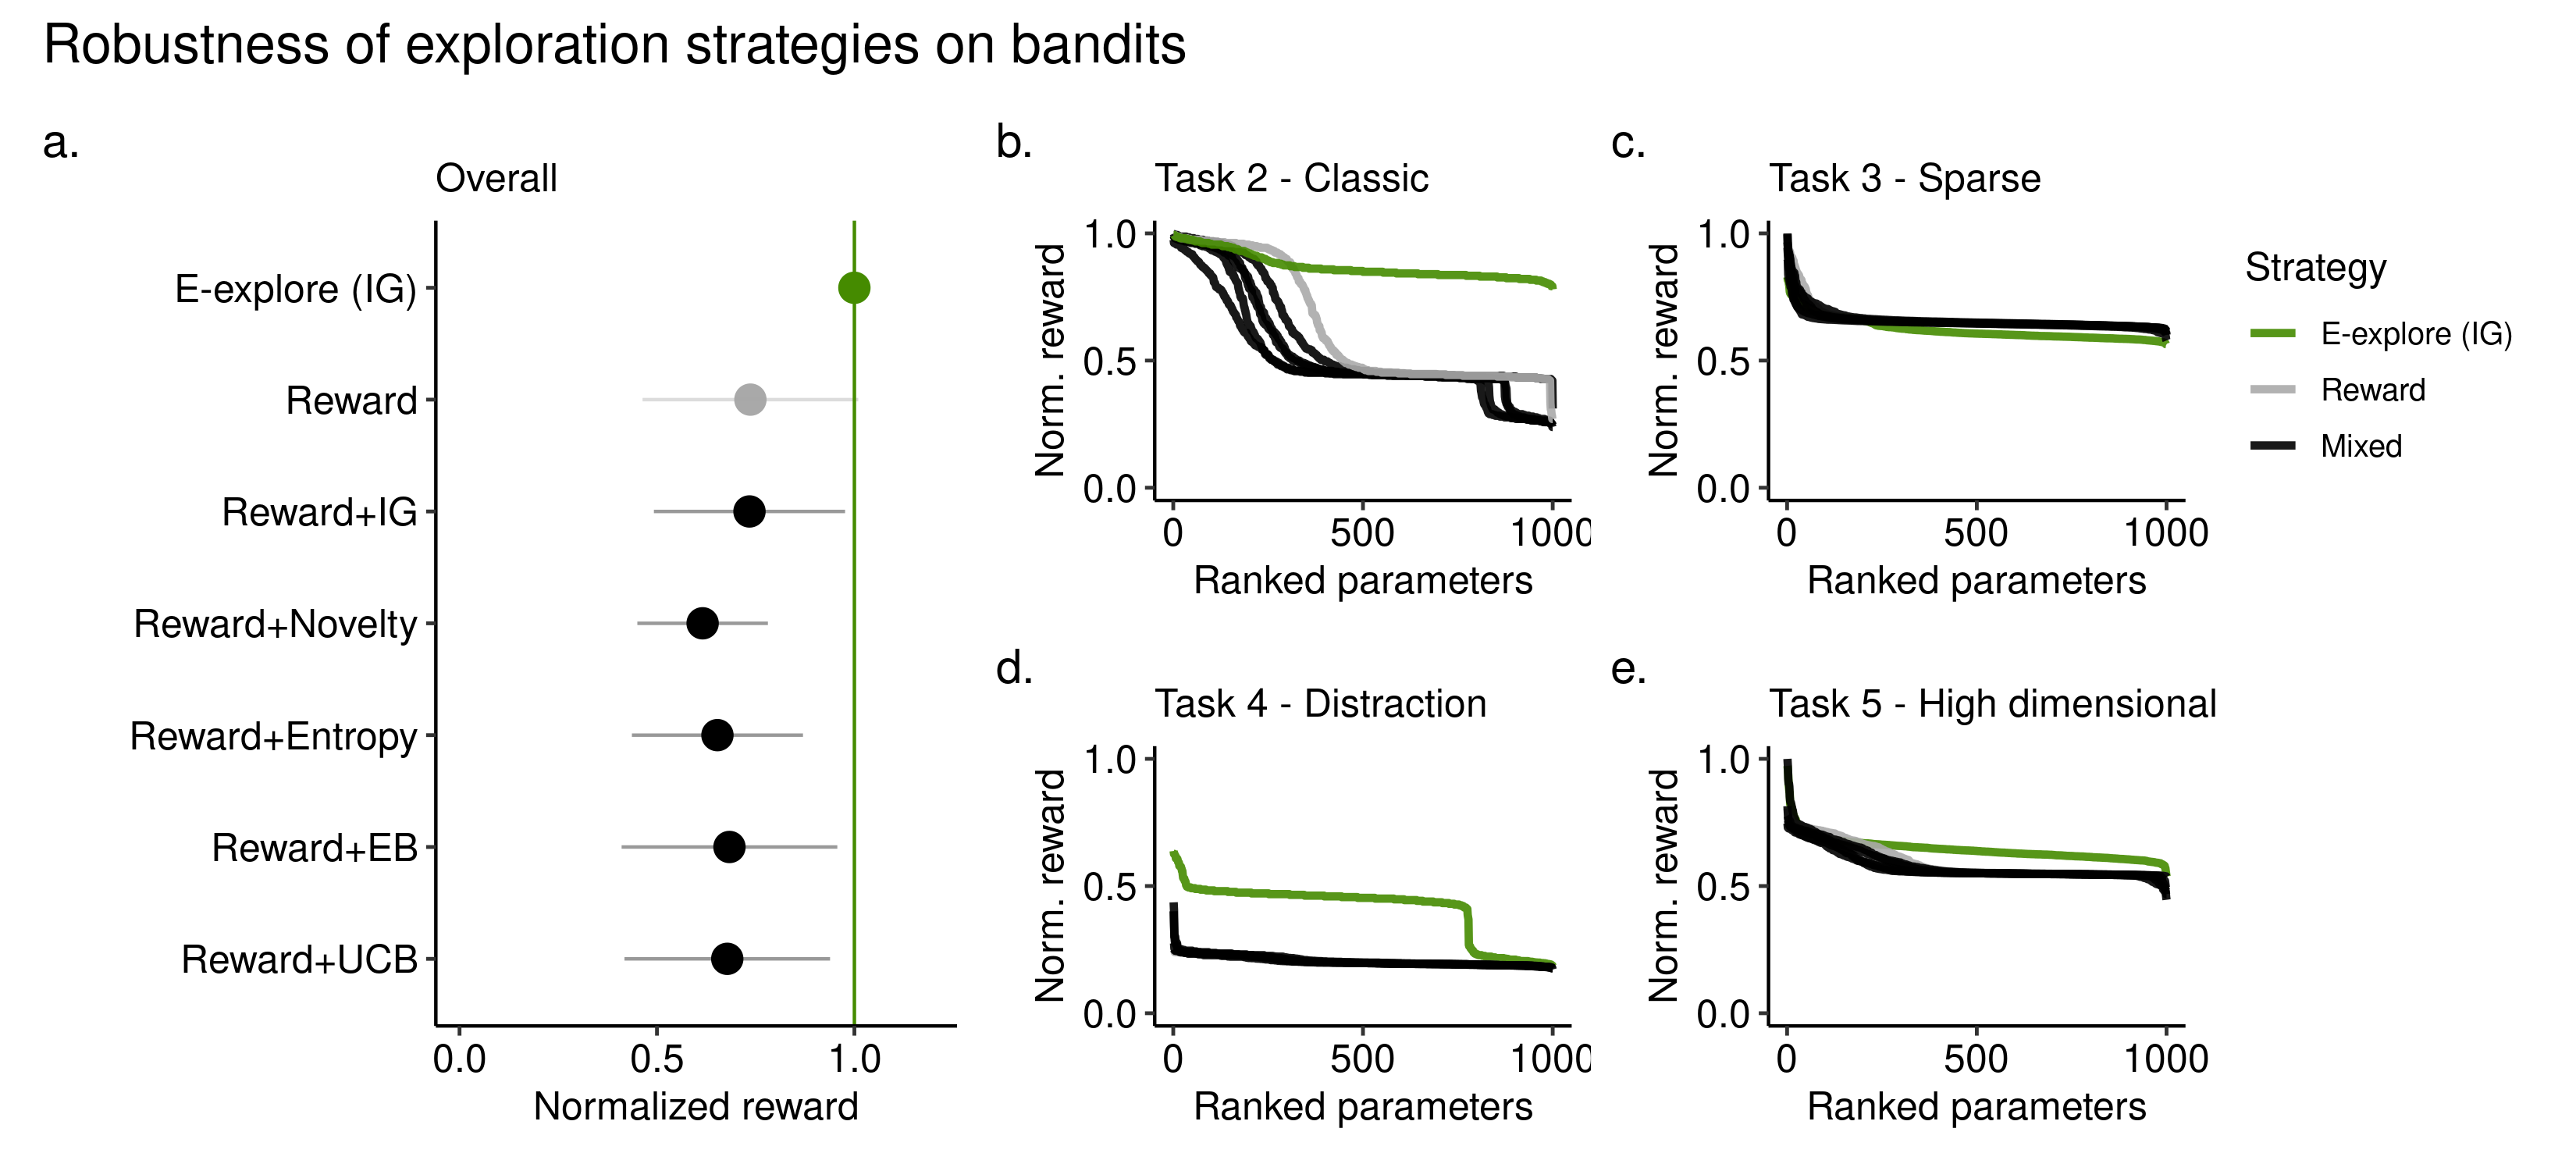 Robustness of exploration strategies on bandits
a.
Overall
E-explore (IG)
Reward
Reward+IG
Reward+Novelty
Reward+Entropy
Reward+EB
Reward+UCB
0.0 0.5 1.0
Normalized reward
b.
Task 2 - Classic
Norm. reward
1.0
0.5
0.0
0 500 1000
Ranked parameters
c.
Task 3 - Sparse
Norm. reward
1.0
0.5
0.0
0 500 1000
Ranked parameters
Strategy
E-explore (IG)
Reward
Mixed
d.
Task 4 - Distraction
Norm. reward
1.0
0.5
0.0
0 500 1000
Ranked parameters
e.
Task 5 - High dimensional
Norm. reward
1.0
0.5
0.0
0 500 1000
Ranked parameters